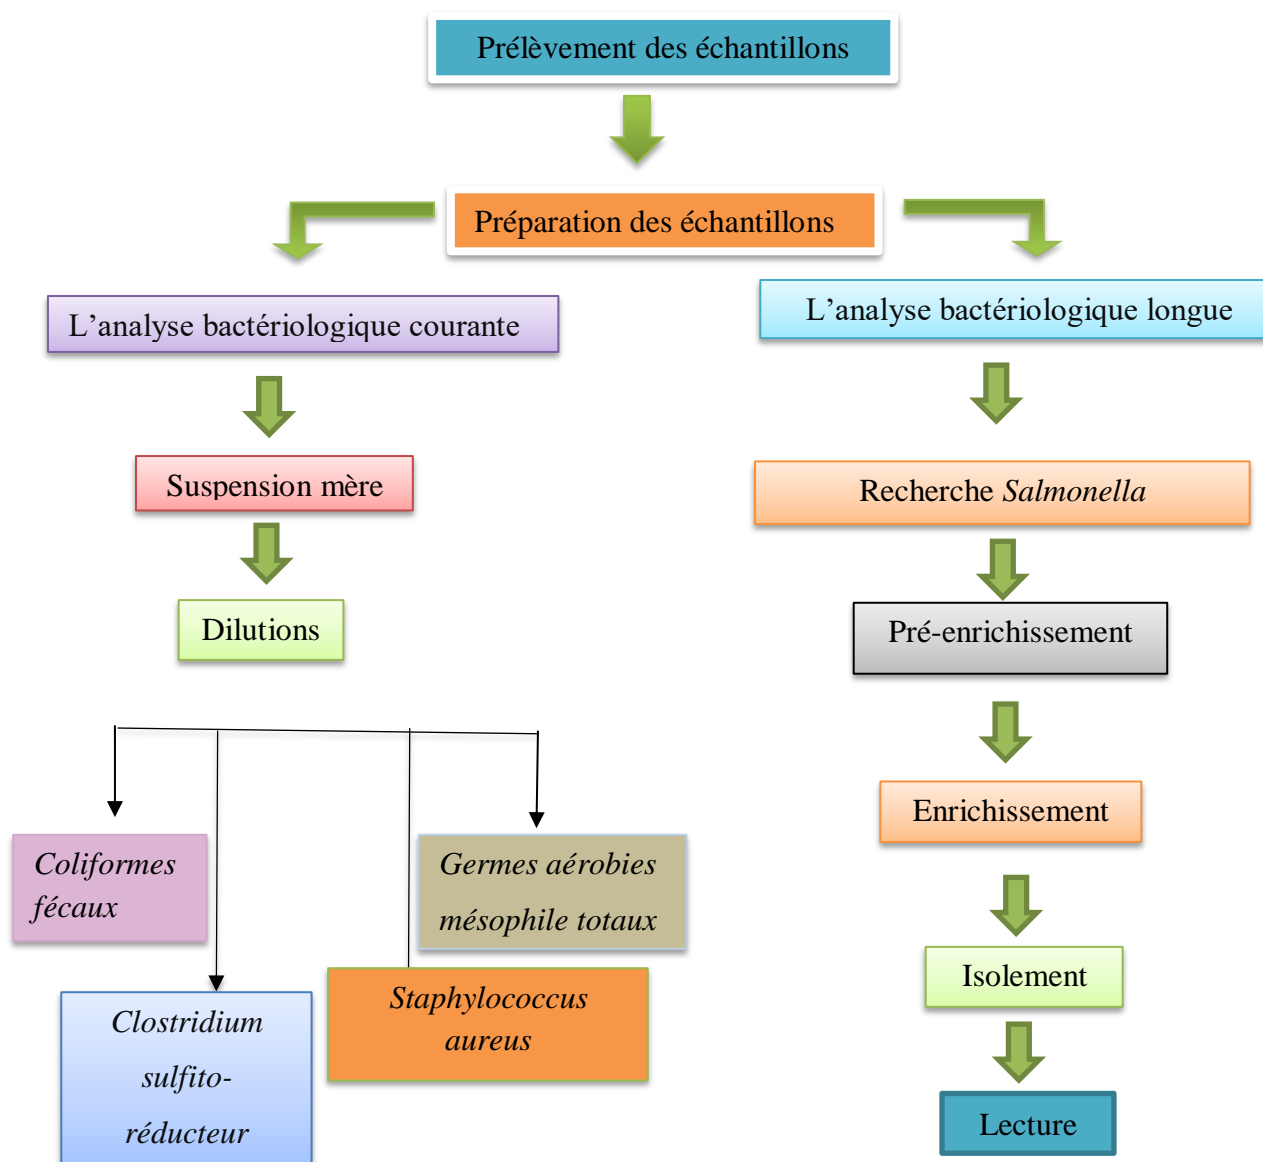 Prélèvement des échantillons
Préparation des échantillons
L’analyse bactériologique courante
L’analyse bactériologique longue
Suspension mère
Recherche Salmonella
Dilutions
Pré-enrichissement
Enrichissement
Coliformes
fécaux
Germes aérobies
mésophile totaux
Clostridium
sulfito-
réducteur
Staphylococcus
aureus
Isolement
Lecture